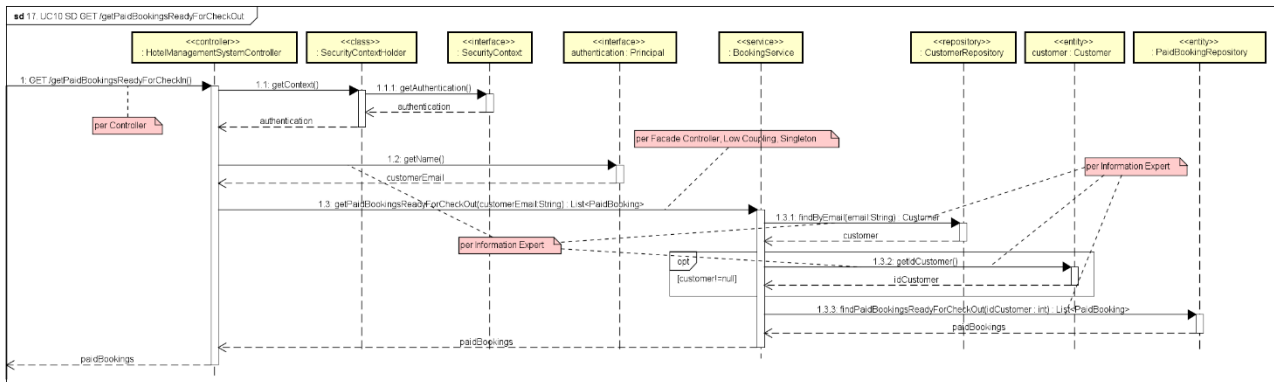 sd 17. UC10 SD GET /getPaidBookingsReadyForCheckOut
<<controller>>
: HotelManagementSystemController
<<class>>
: SecurityContextHolder
<<interface>>
: SecurityContext
<<interface>>
authentication : Principal
<<service>>
: BookingService
<<repository>>
: CustomerRepository
<<entity>>
customer : Customer
<<entity>>
: PaidBookingRepository
1: GET /getPaidBookingsReadyForCheckIn()
1.1: getContext()
1.1.1: getAuthentication()
authentication
authentication
per Controller
per Facade Controller, Low Coupling, Singleton
1.2: getName()
per Information Expert
customerEmail
1.3: getPaidBookingsReadyForCheckOut(customerEmail:String) : List<PaidBooking>
1.3.1: findByEmail(email:String) : Customer
customer
per Information Expert
opt
[customer!=null]
1.3.2: getIdCustomer()
idCustomer
1.3.3: findPaidBookingsReadyForCheckOut(idCustomer : int) : List<PaidBooking>
paidBookings
paidBookings
paidBookings